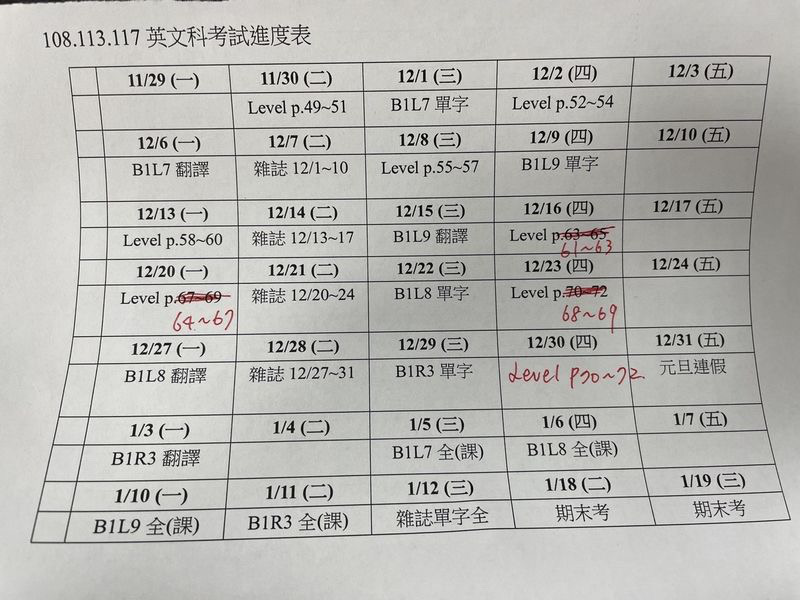 108.113.117 英文科考試進度表
11/29 (一) 11/30 (二) 12/1 (三) 12/2 (四) 12/3 (五)
Level p.49~51 B1L7 單字 Level p.52~54
12/6 (一) 12/7 (二) 12/8 (三) 12/9 (四) 12/10 (五)
B1L7 翻譯 雜誌 12/1~10 Level p.55~57 B1L9 單字
12/13 (一) 12/14 (二) 12/15 (三) 12/16 (四) 12/17 (五)
Level p.58~60 雜誌 12/13~17 B1L9 翻譯 Level p.63~65
61~63
12/20 (一) 12/21 (二) 12/22 (三) 12/23 (四) 12/24 (五)
Level p.67~69 雜誌 12/20~24 B1L8 單字 Level p.70~72
64~67 68~69
12/27 (一) 12/28 (二) 12/29 (三) 12/30 (四) 12/31 (五)
B1L8 翻譯 雜誌 12/27~31 B1R3 單字 Level p70~72 元旦連假
1/3 (一) 1/4 (二) 1/5 (三) 1/6 (四) 1/7 (五)
B1R3 翻譯 B1L7 全(課) B1L8 全(課)
1/10 (一) 1/11 (二) 1/12 (三) 1/18 (二) 1/19 (三)
B1L9 全(課) B1R3 全(課) 雜誌單字全 期末考 期末考